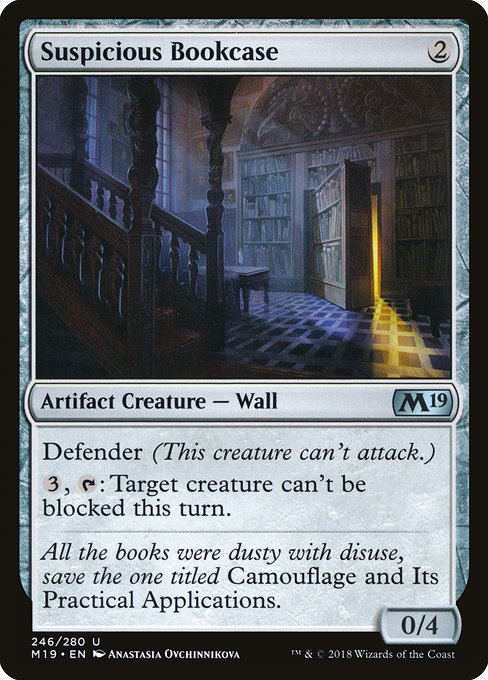 Suspicious Bookcase 2
Artifact Creature — Wall M19
Defender (This creature can't attack.)
3, : Target creature can't be
blocked this turn.
All the books were dusty with disuse,
save the one titled Camouflage and Its
Practical Applications.
0/4
246/280 U
M19 • EN Anastasia Ovchinnikova ™ & © 2018 Wizards of the Coast